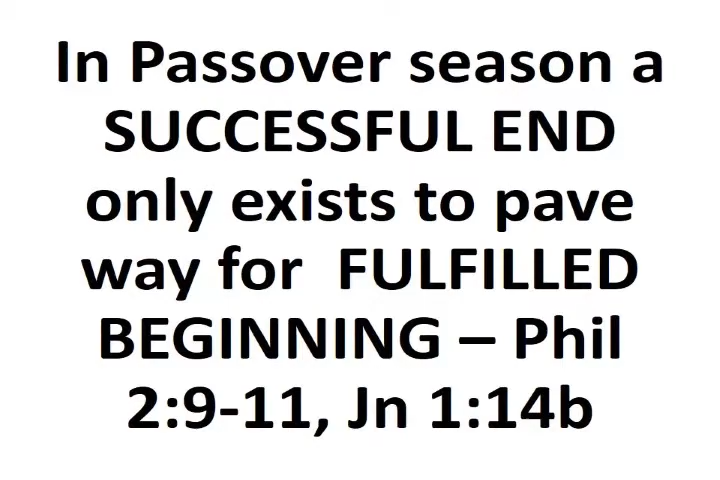 In Passover season a
SUCCESSFUL END
only exists to pave
way for  FULFILLED
BEGINNING – Phil
2:9-11, Jn 1:14b